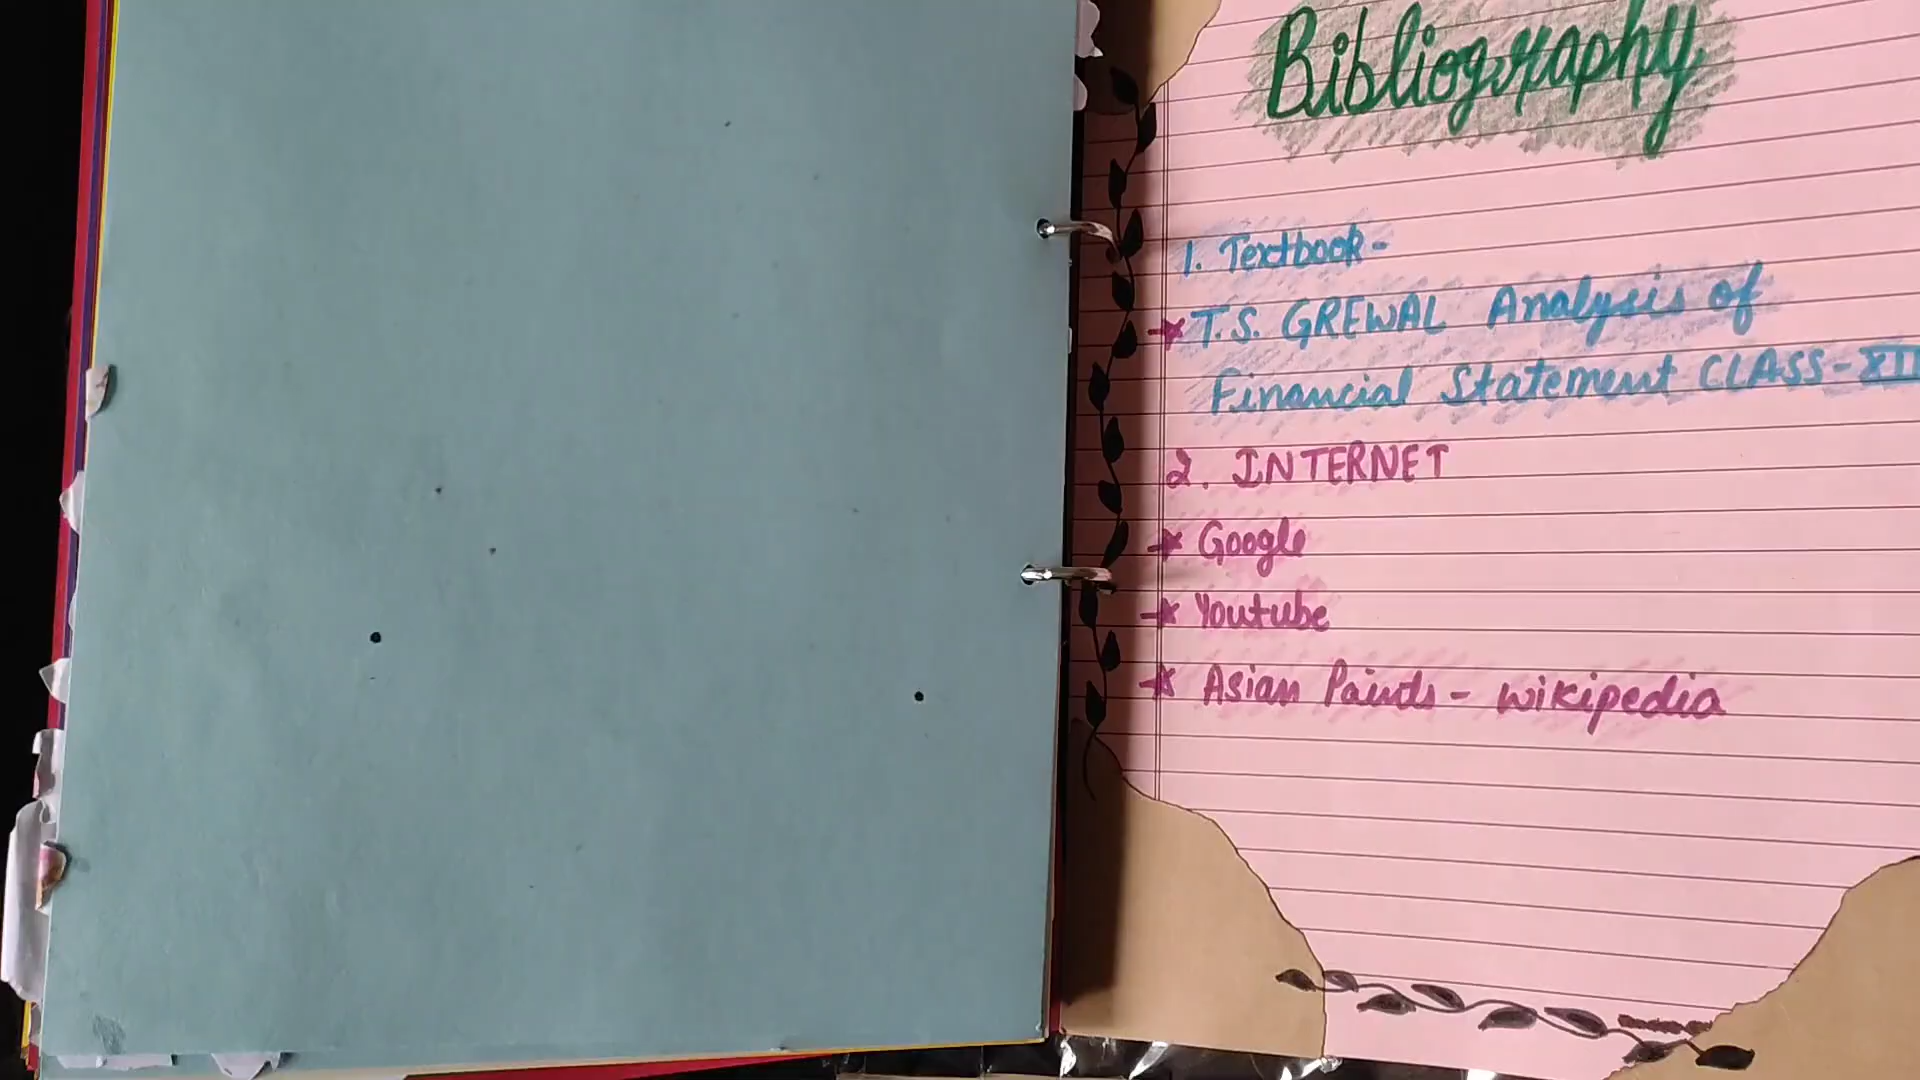 Bibliography
1. Textbook-
T.S. GREWAL Analysis of
Financial Statement CLASS-XII
2. INTERNET
Google
Youtube
Asian Paints - wikipedia